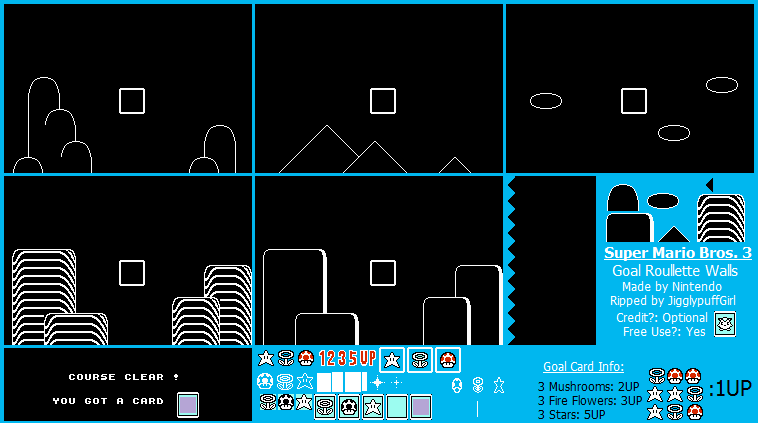 Super Mario Bros. 3
Goal Roullette Walls
Made by Nintendo
Ripped by JigglypuffGirl
Credit?: Optional
Free Use?: Yes
COURSE CLEAR !
YOU GOT A CARD
1235UP
Goal Card Info:
3 Mushrooms: 2UP
3 Fire Flowers: 3UP
3 Stars: 5UP
:1UP